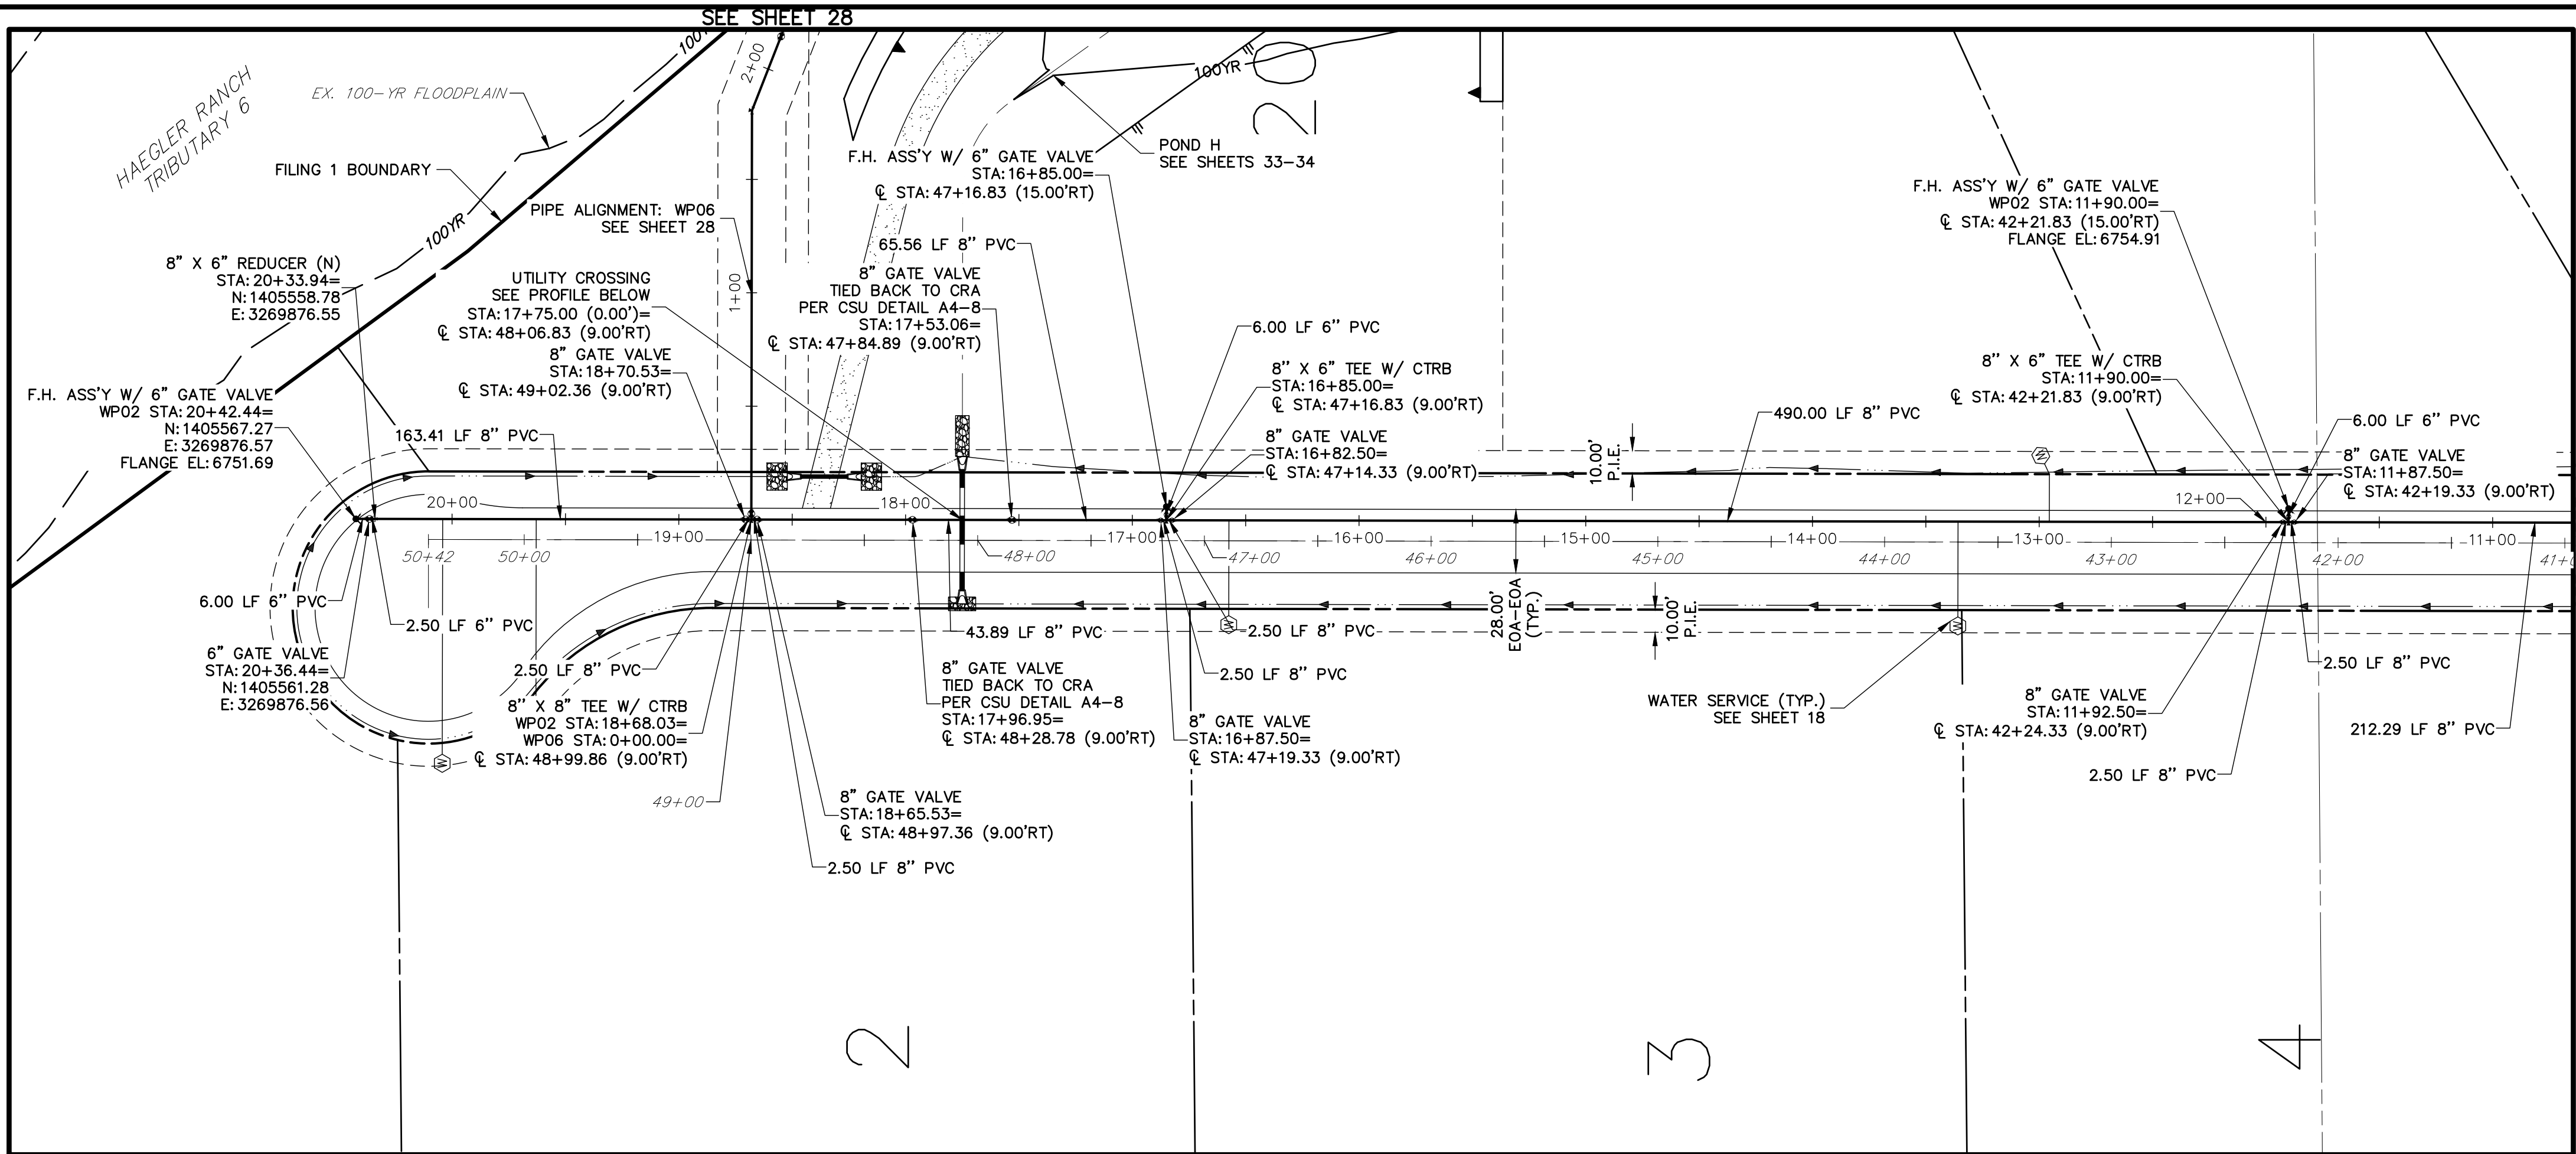 SEE SHEET 28
HAEGLER RANCH
TRIBUTARY 6
EX. 100-YR FLOODPLAIN
100YR
FILING 1 BOUNDARY
100YR
2+00
1+00
PIPE ALIGNMENT: WP06
SEE SHEET 28
100YR
20
POND H
SEE SHEETS 33-34
F.H. ASS'Y W/ 6" GATE VALVE
STA: 16+85.00=
℄ STA: 47+16.83 (15.00'RT)
65.56 LF 8" PVC
8" GATE VALVE
TIED BACK TO CRA
PER CSU DETAIL A4-8
STA: 17+53.06=
℄ STA: 47+84.89 (9.00'RT)
UTILITY CROSSING
SEE PROFILE BELOW
STA: 17+75.00 (0.00')=
℄ STA: 48+06.83 (9.00'RT)
8" GATE VALVE
STA: 18+70.53=
℄ STA: 49+02.36 (9.00'RT)
8" X 6" REDUCER (N)
STA: 20+33.94=
N: 1405558.78
E: 3269876.55
F.H. ASS'Y W/ 6" GATE VALVE
WP02 STA: 20+42.44=
N: 1405567.27
E: 3269876.57
FLANGE EL: 6751.69
163.41 LF 8" PVC
6.00 LF 6" PVC
8" X 6" TEE W/ CTRB
STA: 16+85.00=
℄ STA: 47+16.83 (9.00'RT)
8" GATE VALVE
STA: 16+82.50=
℄ STA: 47+14.33 (9.00'RT)
10.00'
P.I.E.
490.00 LF 8" PVC
F.H. ASS'Y W/ 6" GATE VALVE
WP02 STA: 11+90.00=
℄ STA: 42+21.83 (15.00'RT)
FLANGE EL: 6754.91
8" X 6" TEE W/ CTRB
STA: 11+90.00=
℄ STA: 42+21.83 (9.00'RT)
6.00 LF 6" PVC
8" GATE VALVE
STA: 11+87.50=
℄ STA: 42+19.33 (9.00'RT)
20+00
19+00
18+00
17+00
16+00
15+00
14+00
13+00
12+00
11+00
50+42
50+00
48+00
47+00
46+00
45+00
44+00
43+00
42+00
W
W
W
W
6.00 LF 6" PVC
2.50 LF 6" PVC
6" GATE VALVE
STA: 20+36.44=
N: 1405561.28
E: 3269876.56
2.50 LF 8" PVC
8" X 8" TEE W/ CTRB
WP02 STA: 18+68.03=
WP06 STA: 0+00.00=
℄ STA: 48+99.86 (9.00'RT)
49+00
43.89 LF 8" PVC
8" GATE VALVE
TIED BACK TO CRA
PER CSU DETAIL A4-8
STA: 17+96.95=
℄ STA: 48+28.78 (9.00'RT)
8" GATE VALVE
STA: 18+65.53=
℄ STA: 48+97.36 (9.00'RT)
2.50 LF 8" PVC
2.50 LF 8" PVC
2.50 LF 8" PVC
8" GATE VALVE
STA: 16+87.50=
℄ STA: 47+19.33 (9.00'RT)
28.00'
EOA-EOA
(TYP.)
10.00'
P.I.E.
WATER SERVICE (TYP.)
SEE SHEET 18
2.50 LF 8" PVC
8" GATE VALVE
STA: 11+92.50=
℄ STA: 42+24.33 (9.00'RT)
212.29 LF 8" PVC
2.50 LF 8" PVC
2
3
4